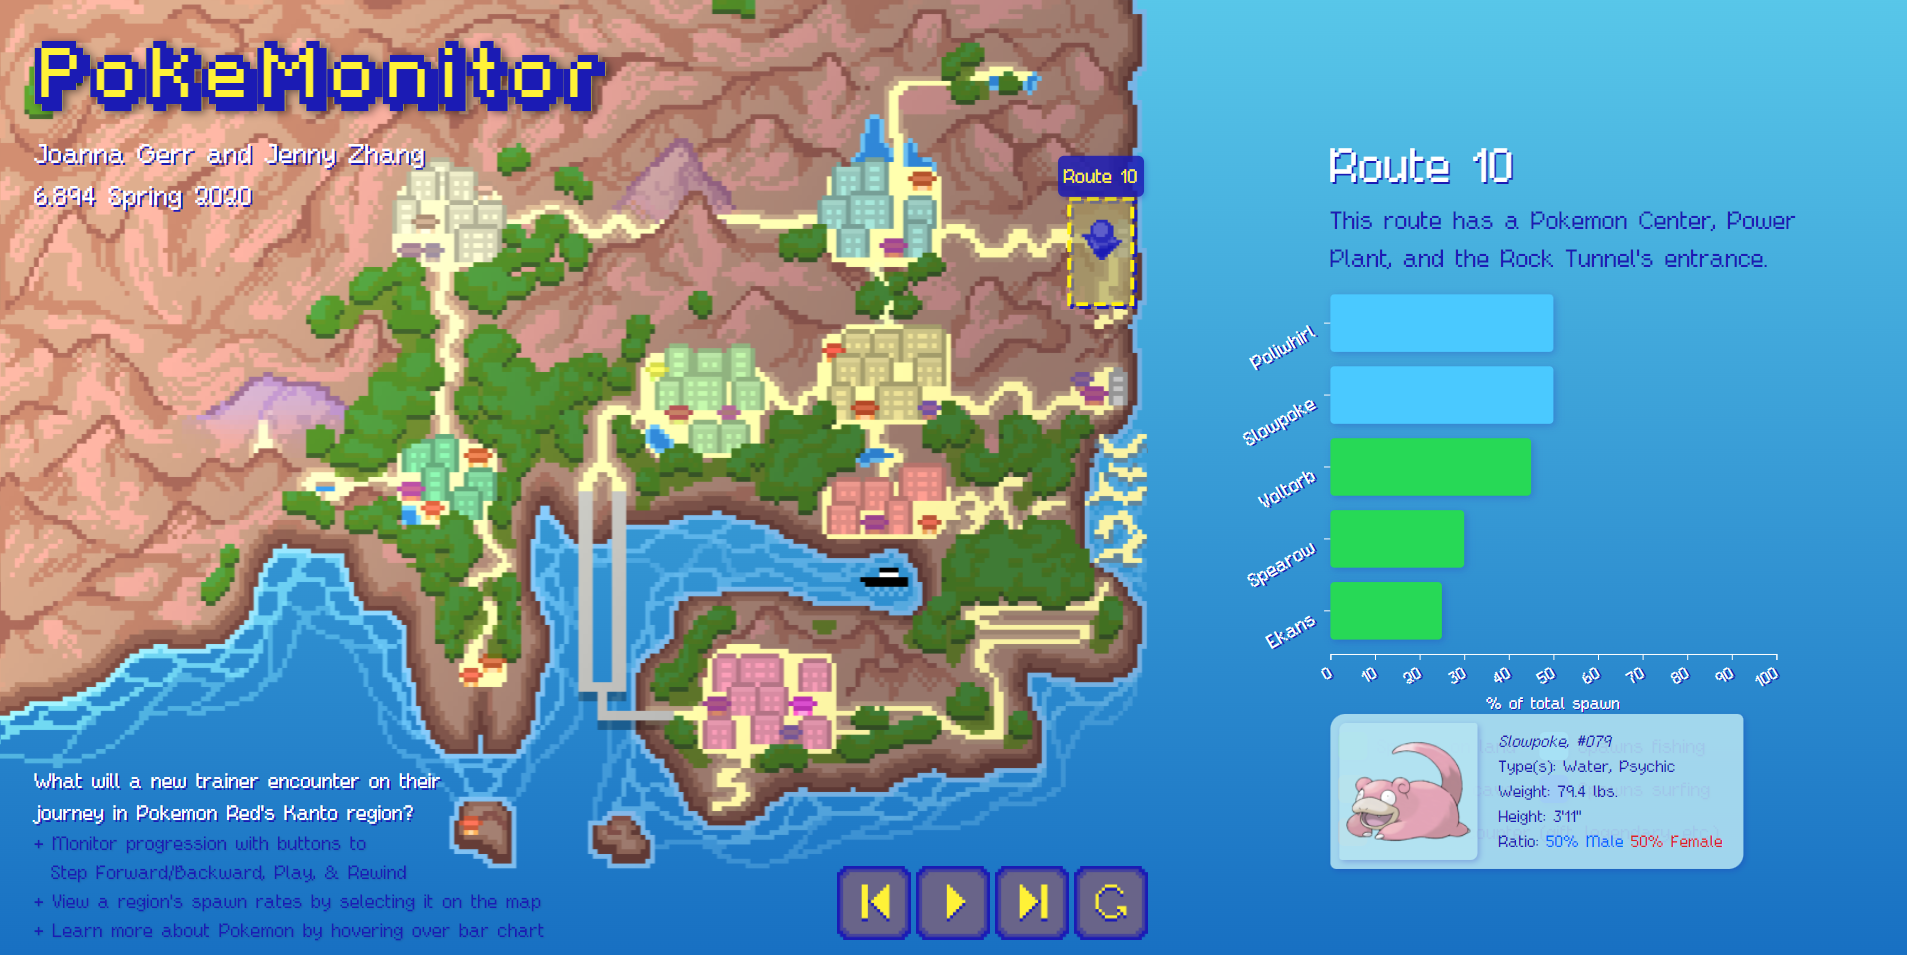 PokeMonitor
Joanna Gerr and Jenny Zhang
6.894 Spring 2020
Route 10
Route 10
This route has a Pokemon Center, Power
Plant, and the Rock Tunnel's entrance.
Poliwhirl
Slowpoke
Voltorb
Spearow
Ekans
0 10 20 30 40 50 60 70 80 90 100
% of total spawn
Slowpoke, #079
Type(s): Water, Psychic
Weight: 79.4 lbs.
Height: 3'11"
Ratio: 50% Male 50% Female
spawns fishing
surfing
What will a new trainer encounter on their
journey in Pokemon Red's Kanto region?
+ Monitor progression with buttons to
Step Forward/Backward, Play, & Rewind
+ View a region's spawn rates by selecting it on the map
+ Learn more about Pokemon by hovering over bar chart